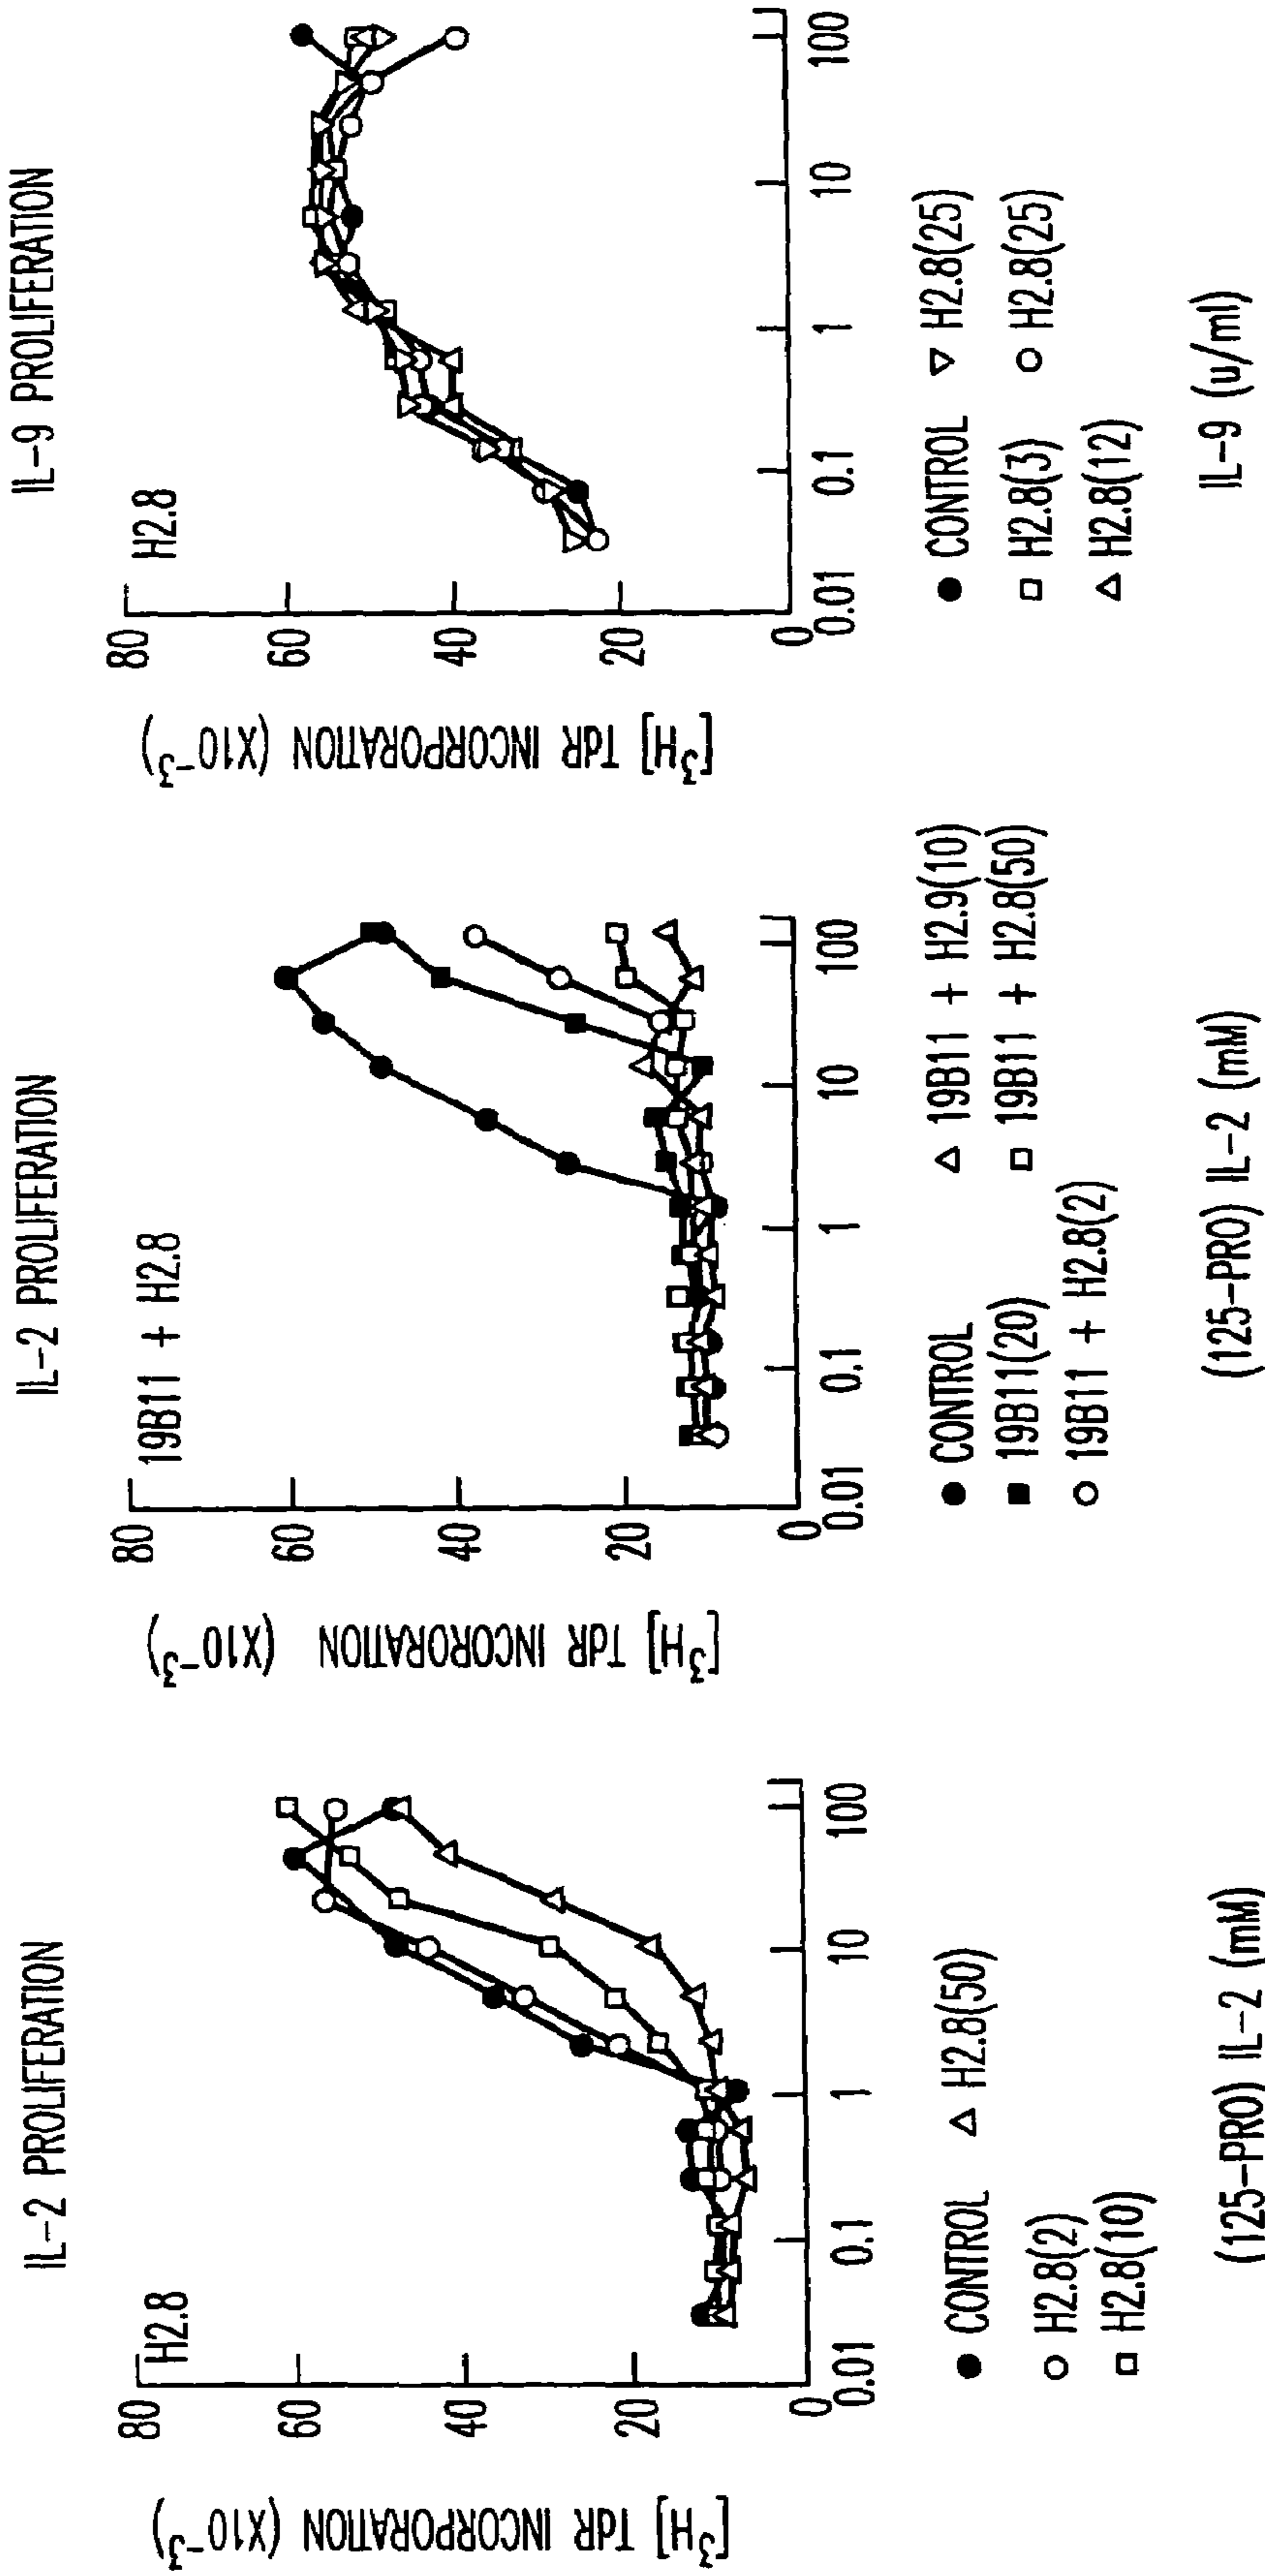 IL-2 PROLIFERATION
H2.8
80
60
40
20
0
[³H] TdR INCORPORATION (X10⁻³)
0.01
0.1
1
10
100
● CONTROL △ H2.8(50)
○ H2.8(2)
□ H2.8(10)
(125-PRO) IL-2 (mM)
IL-2 PROLIFERATION
19B11 + H2.8
80
60
40
20
0
[³H] TdR INCORORATION (X10⁻³)
0.01
0.1
1
10
100
● CONTROL △ 19B11 + H2.9(10)
■ 19B11(20) □ 19B11 + H2.8(50)
○ 19B11 + H2.8(2)
(125-PRO) IL-2 (mM)
IL-9 PROLIFERATION
H2.8
80
60
40
20
0
[³H] TdR INCORPORATION (X10⁻³)
0.01
0.1
1
10
100
● CONTROL ▽ H2.8(25)
□ H2.8(3) ○ H2.8(25)
△ H2.8(12)
IL-9 (u/ml)